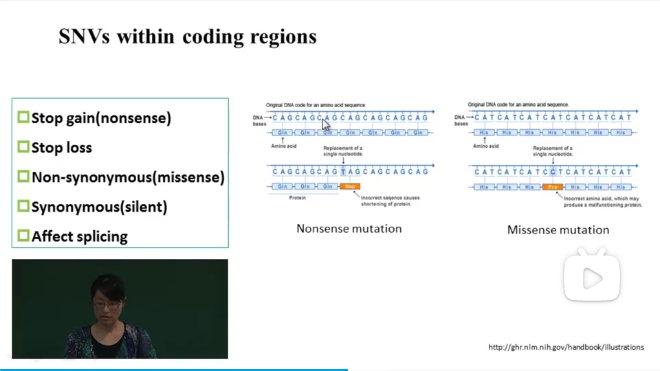 SNVs within coding regions
Stop gain(nonsense)
Stop loss
Non-synonymous(missense)
Synonymous(silent)
Affect splicing
Original DNA code for an amino acid sequence.
DNA bases
C A G C A G C A G C A G C A G C A G C A G
Gln Gln Gln Gln Gln Gln Gln
Amino acid
Replacement of a single nucleotide.
C A G C A G C A G T A G C A G C A G C A G
Gln Gln Gln Stop
Protein
Incorrect sequence causes shortening of protein.
Nonsense mutation
Original DNA code for an amino acid sequence.
DNA bases
C A T C A T C A T C A T C A T C A T C A T
His His His His His His His
Amino acid
Replacement of a single nucleotide.
C A T C A T C A T C C T C A T C A T C A T
His His His Pro His His His
Incorrect amino acid, which may produce a malfunctioning protein.
Missense mutation
http://ghr.nlm.nih.gov/handbook/illustrations